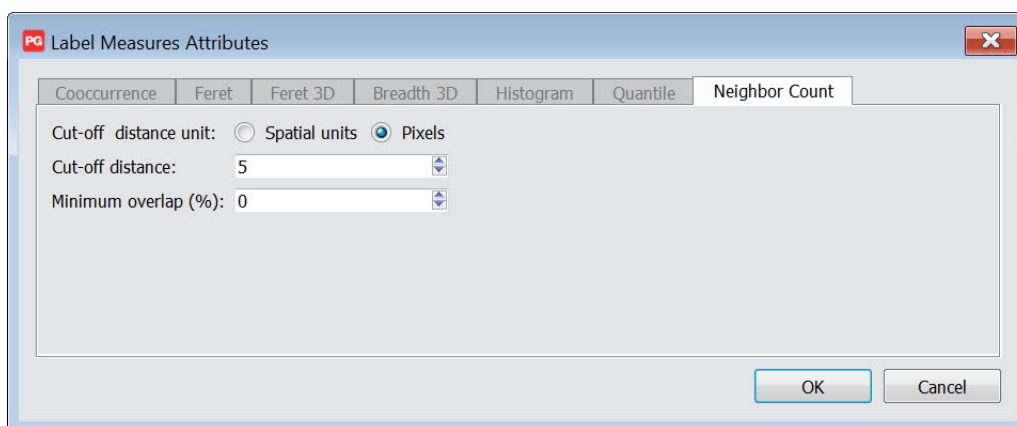 PG Label Measures Attributes
Cooccurrence Feret Feret 3D Breadth 3D Histogram Quantile Neighbor Count
Cut-off distance unit: Spatial units Pixels
Cut-off distance: 5
Minimum overlap (%): 0
OK Cancel